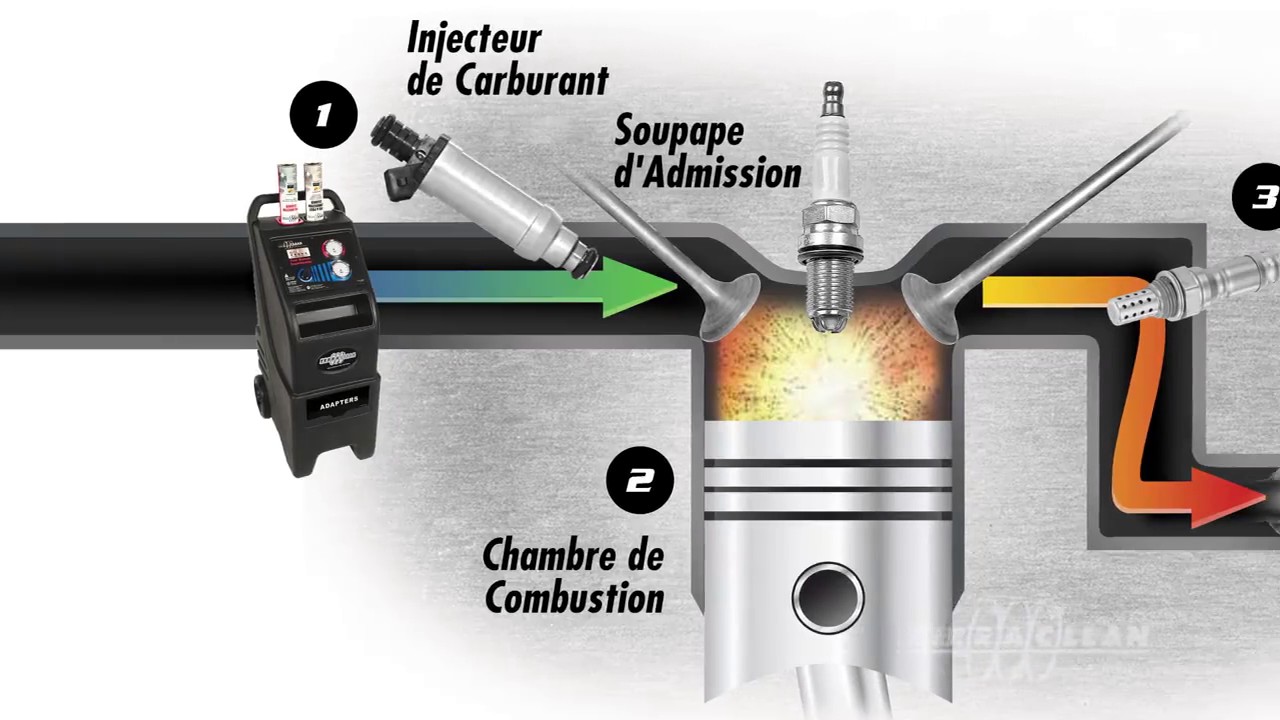 Injecteur
de Carburant
1
Soupape
d'Admission
3
ADAPTERS
2
Chambre de
Combustion